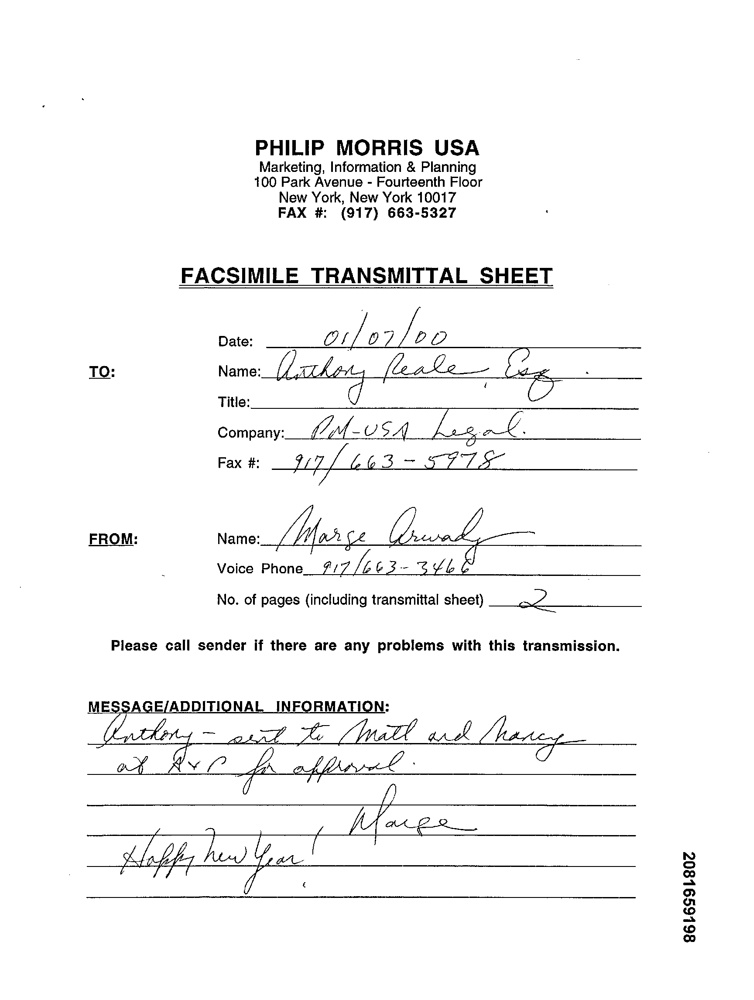 PHILIP MORRIS USA
Marketing, Information & Planning
100 Park Avenue - Fourteenth Floor
New York, New York 10017
FAX #: (917) 663-5327
FACSIMILE TRANSMITTAL SHEET
Date: 01/07/00
TO: Name: Anthony Reale, Esq
Title:
Company: PM-USA Legal.
Fax #: 917/663-5978
FROM: Name: Marge Arwady
Voice Phone 917/663-3466
No. of pages (including transmittal sheet) 2
Please call sender if there are any problems with this transmission.
MESSAGE/ADDITIONAL INFORMATION:
Anthony - sent to Matt and Nancy
at A+P for approval.
Marge
Happy New Year!
2081659198